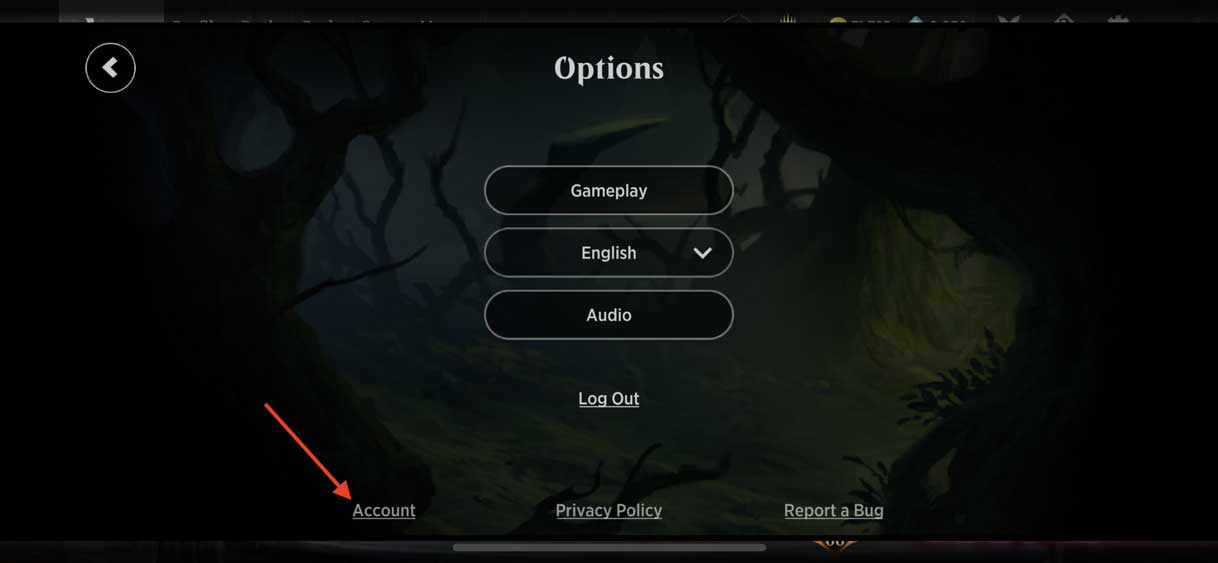 Options
Gameplay
English
Audio
Log Out
Account
Privacy Policy
Report a Bug